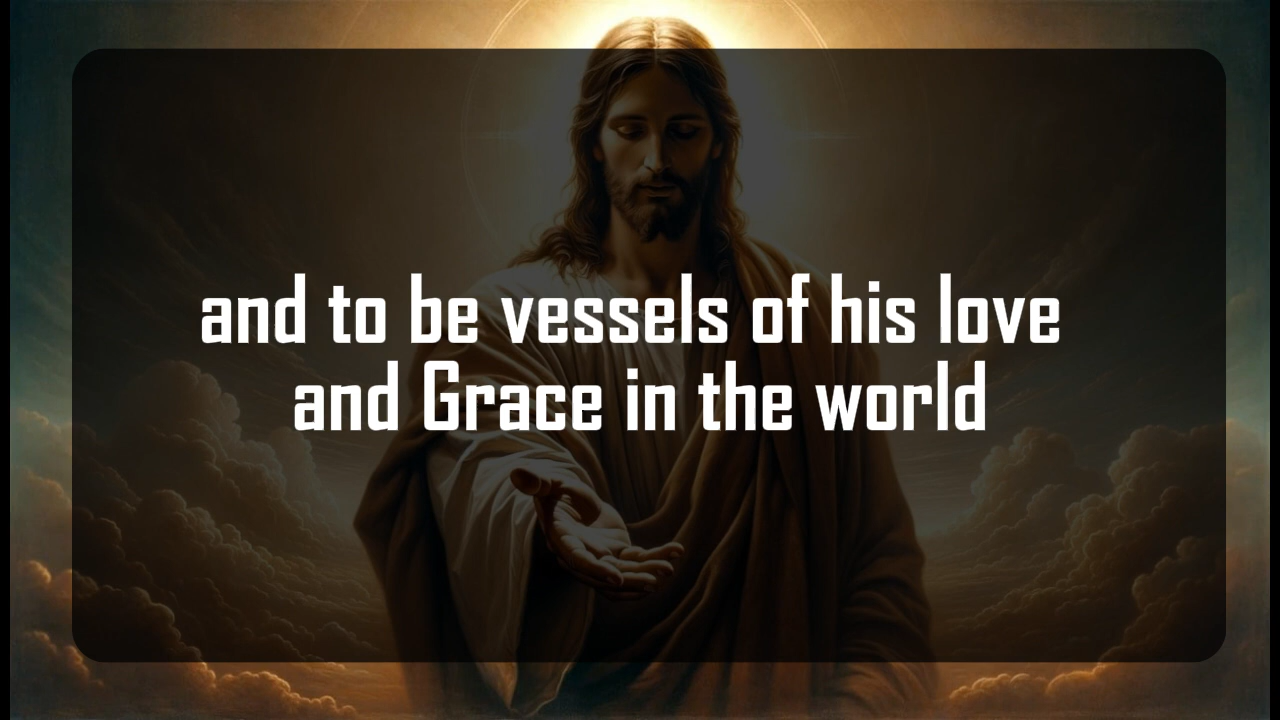 and to be vessels of his love
and Grace in the world